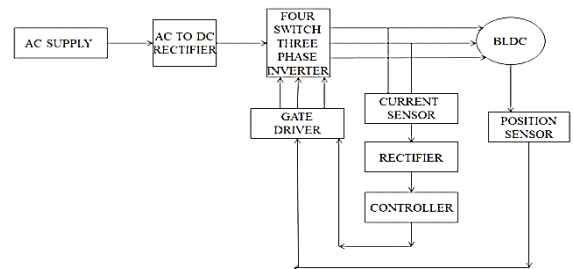 AC SUPPLY
AC TO DC
RECTIFIER
FOUR
SWITCH
THREE
PHASE
INVERTER
BLDC
GATE
DRIVER
CURRENT
SENSOR
POSITION
SENSOR
RECTIFIER
CONTROLLER